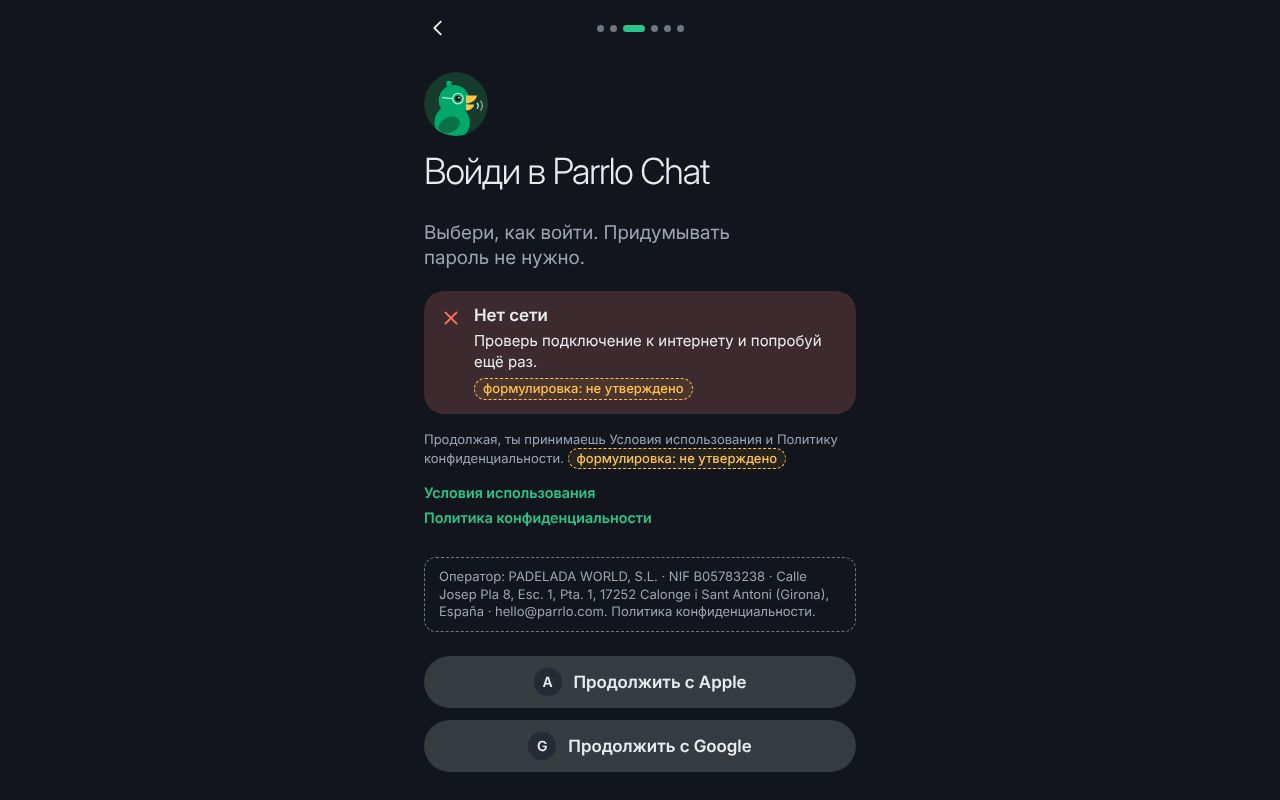 Войди в Parrlo Chat
Выбери, как войти. Придумывать
пароль не нужно.
Нет сети
Проверь подключение к интернету и попробуй
ещё раз.
формулировка: не утверждено
Продолжая, ты принимаешь Условия использования и Политику
конфиденциальности. формулировка: не утверждено
Условия использования
Политика конфиденциальности
Оператор: PADELADA WORLD, S.L. · NIF B05783238 · Calle
Josep Pla 8, Esc. 1, Pta. 1, 17252 Calonge i Sant Antoni (Girona),
España · hello@parrlo.com. Политика конфиденциальности.
A Продолжить с Apple
G Продолжить с Google